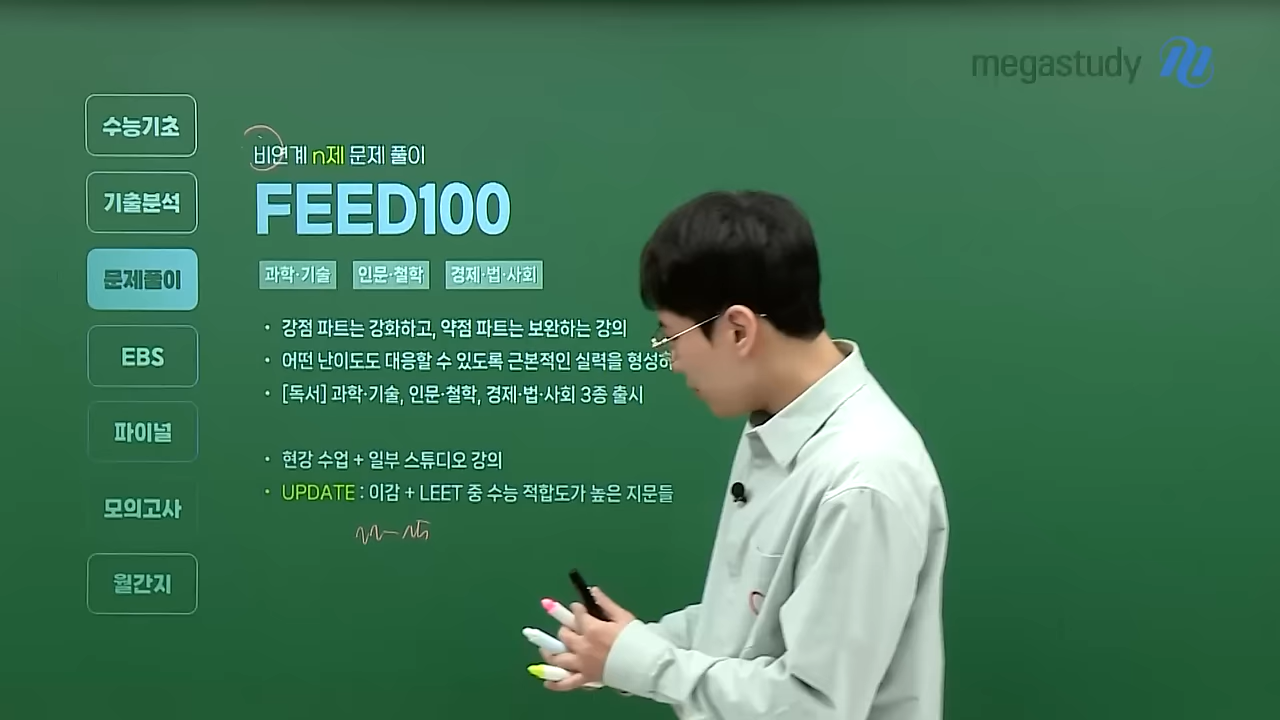 megastudy
수능기초
기출분석
문제풀이
EBS
파이널
모의고사
월간지
비연계 n제 문제 풀이
FEED100
과학·기술 인문·철학 경제·법·사회
• 강점 파트는 강화하고, 약점 파트는 보완하는 강의
• 어떤 난이도도 대응할 수 있도록 근본적인 실력을 형성하
• [독서] 과학·기술, 인문·철학, 경제·법·사회 3종 출시
• 현강 수업 + 일부 스튜디오 강의
• UPDATE : 이감 + LEET 중 수능 적합도가 높은 지문들